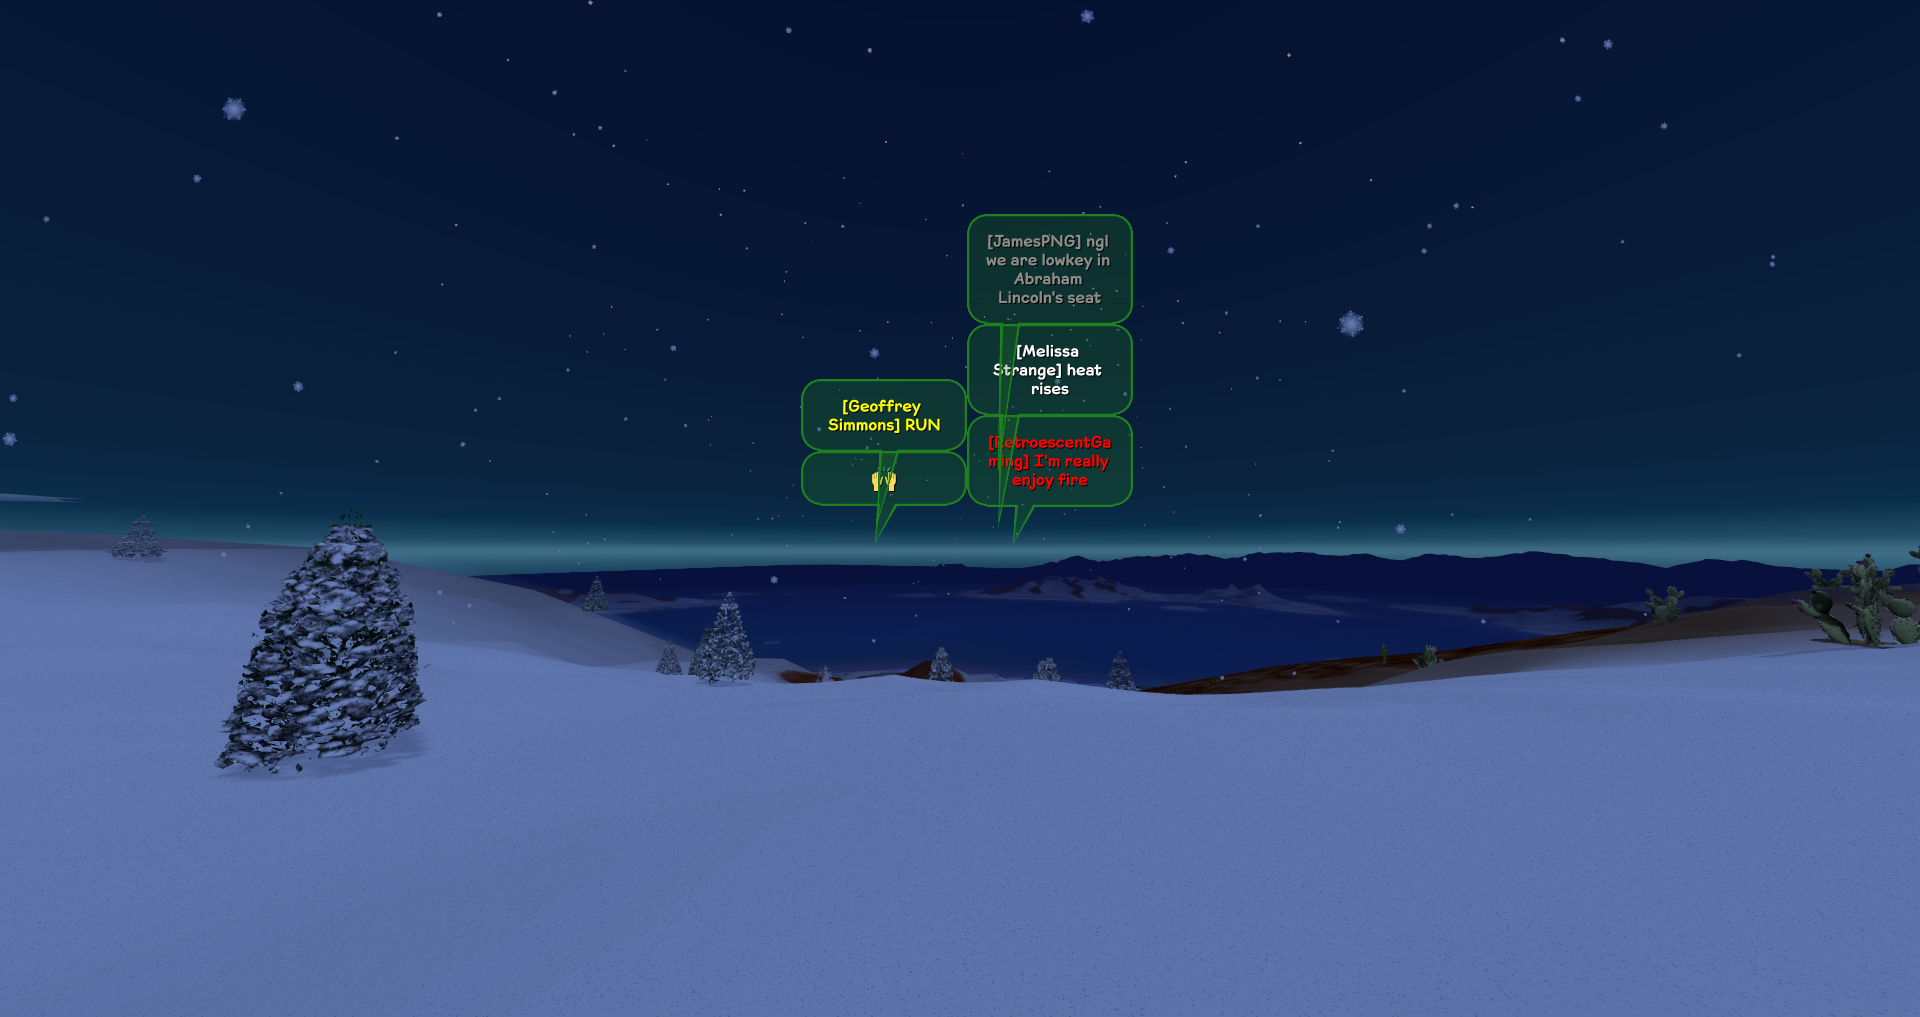 [JamesPNG] ngl
we are lowkey in
Abraham
Lincoln's seat
[Melissa
Strange] heat
rises
[Geoffrey
Simmons] RUN
🙌
[RetroescentGa
ming] I'm really
enjoy fire